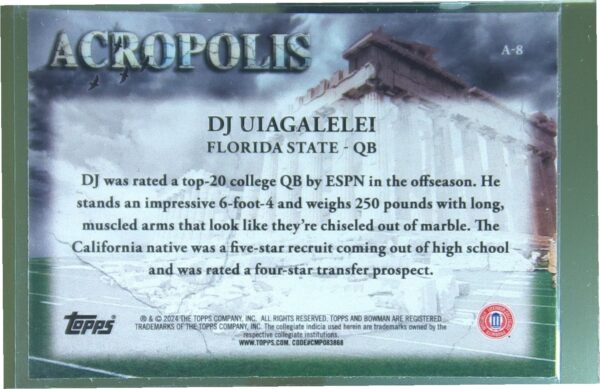 ACROPOLIS
A-8
DJ UIAGALELEI
FLORIDA STATE - QB
DJ was rated a top-20 college QB by ESPN in the offseason. He
stands an impressive 6-foot-4 and weighs 250 pounds with long,
muscled arms that look like they're chiseled out of marble. The
California native was a five-star recruit coming out of high school
and was rated a four-star transfer prospect.
Topps
® & © 2024 THE TOPPS COMPANY, INC. ALL RIGHTS RESERVED. TOPPS AND BOWMAN ARE REGISTERED
TRADEMARKS OF THE TOPPS COMPANY, INC. The collegiate indicia used herein are trademarks owned by the
respective collegiate institutions.
WWW.TOPPS.COM. CODE#CMP083868